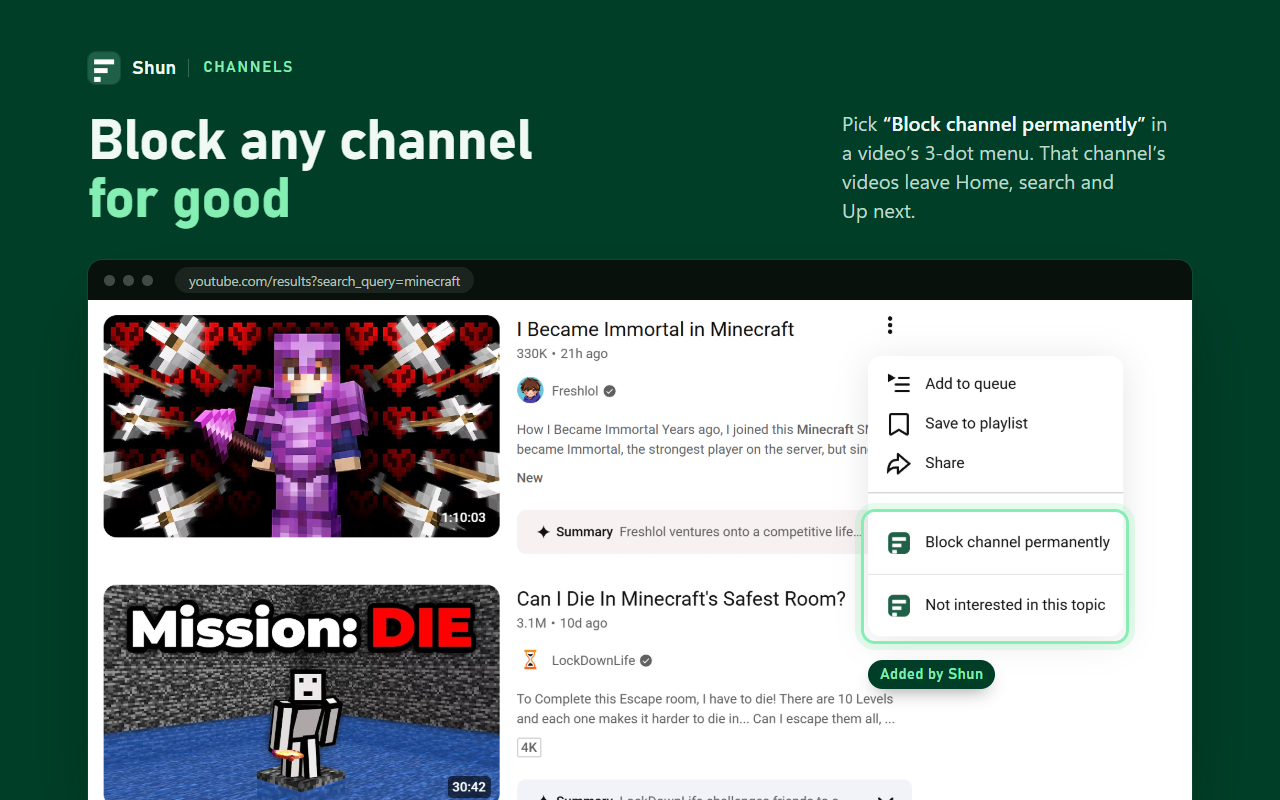 Shun
CHANNELS
Block any channel
for good
Pick “Block channel permanently” in
a video’s 3-dot menu. That channel’s
videos leave Home, search and
Up next.
youtube.com/results?search_query=minecraft
I Became Immortal in Minecraft
330K • 21h ago
Freshlol
How I Became Immortal Years ago, I joined this Minecraft
became Immortal, the strongest player on the server, but
New
Summary Freshlol ventures onto a competitive life...
1:10:03
Add to queue
Save to playlist
Share
Block channel permanently
Not interested in this topic
Added by Shun
Mission: DIE
30:42
Can I Die In Minecraft's Safest Room?
3.1M • 10d ago
LockDownLife
To Complete this Escape room, I have to die! There are 10 Levels
and each one makes it harder to die in... Can I escape them all, ...
4K
Summary LockDownLife challenges friends to a